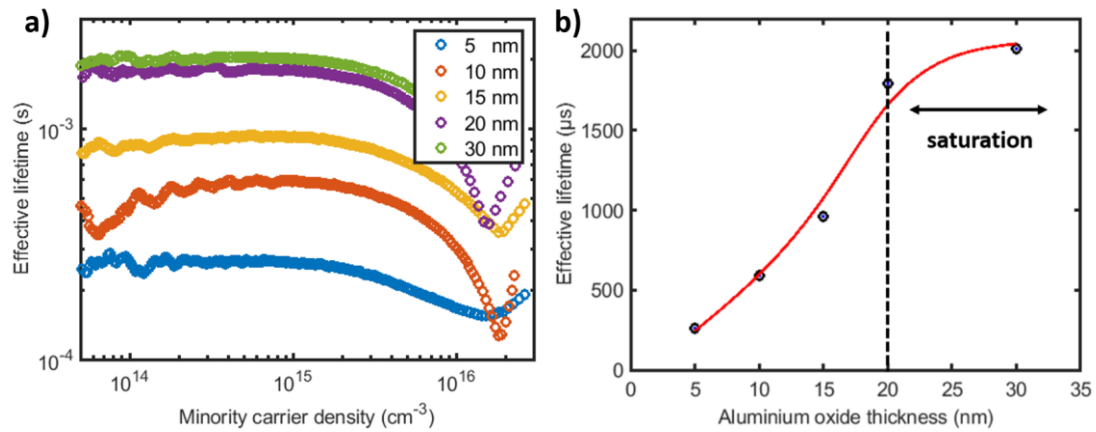 a)
Effective lifetime (s)
10⁻³
10⁻⁴
5 nm
10 nm
15 nm
20 nm
30 nm
10¹⁴
10¹⁵
10¹⁶
Minority carrier density (cm⁻³)
b)
Effective lifetime (µs)
2000
1500
1000
500
0
saturation
0 5 10 15 20 25 30 35
Aluminium oxide thickness (nm)